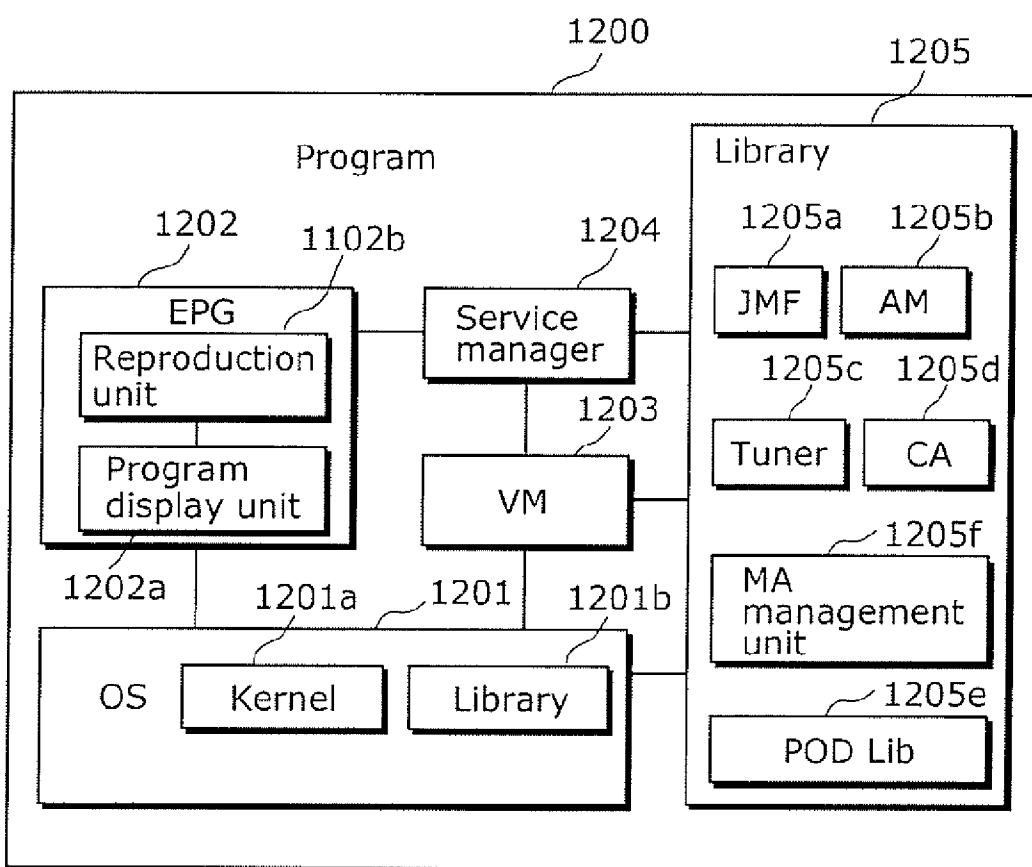 1200
1205
Program
Library
1202
1102b
1204
1205a
1205b
EPG
Reproduction
unit
Service
manager
JMF
AM
1205c
1205d
1203
Program
display unit
VM
Tuner
CA
1202a
1201a
1201
1201b
1205f
MA
management
unit
OS
Kernel
Library
1205e
POD Lib